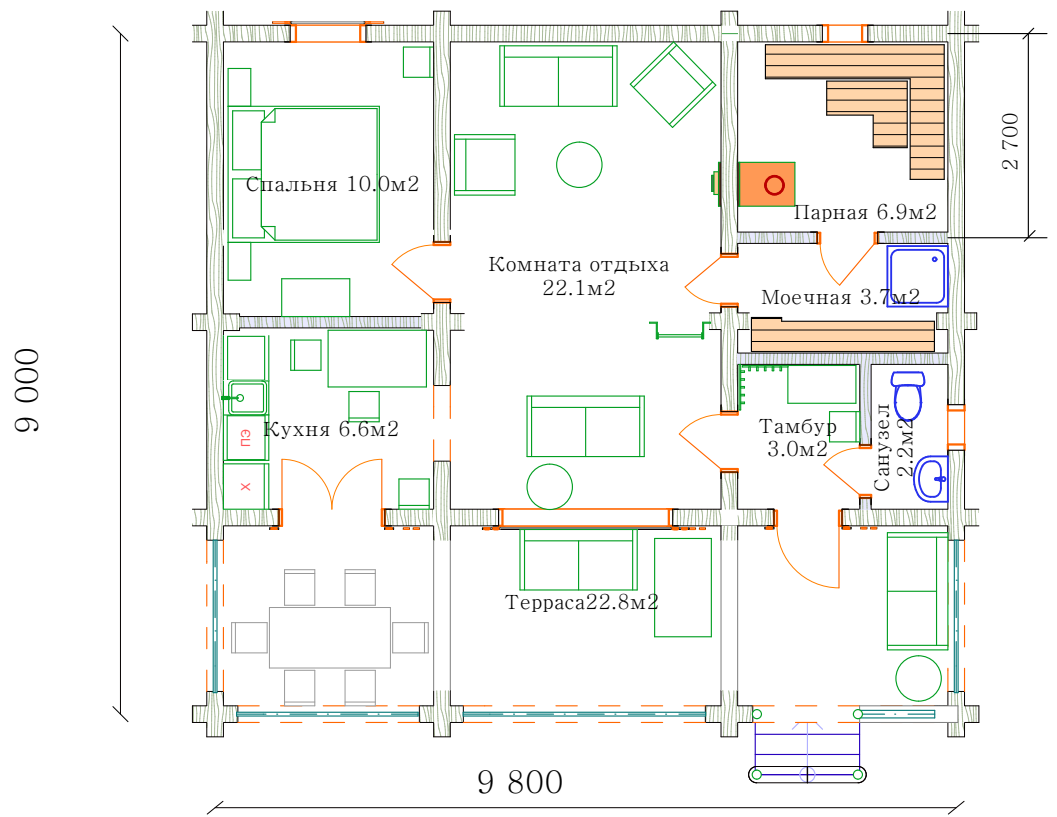 2 700
Спальня 10.0м2
Парная 6.9м2
Комната отдыха
22.1м2
Моечная 3.7м2
9 000
Кухня 6.6м2
ПЭ
Х
Тамбур
3.0м2
Санузел
2.2м2
Терраса22.8м2
9 800